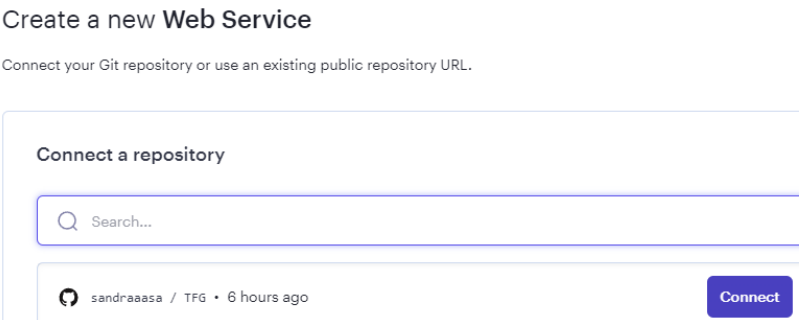 Create a new Web Service
Connect your Git repository or use an existing public repository URL.
Connect a repository
Search...
sandraaasa / TFG • 6 hours ago Connect